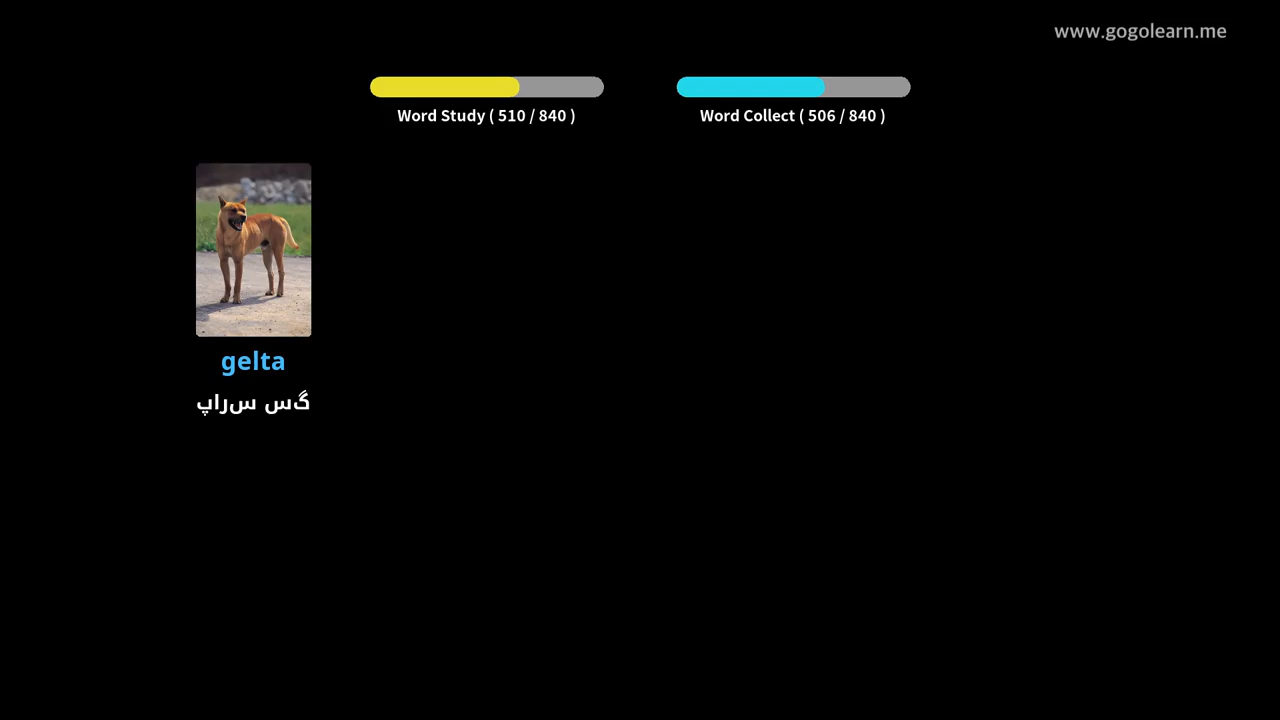 www.gogolearn.me
Word Study ( 510 / 840 )
Word Collect ( 506 / 840 )
gelta
گس سراپ